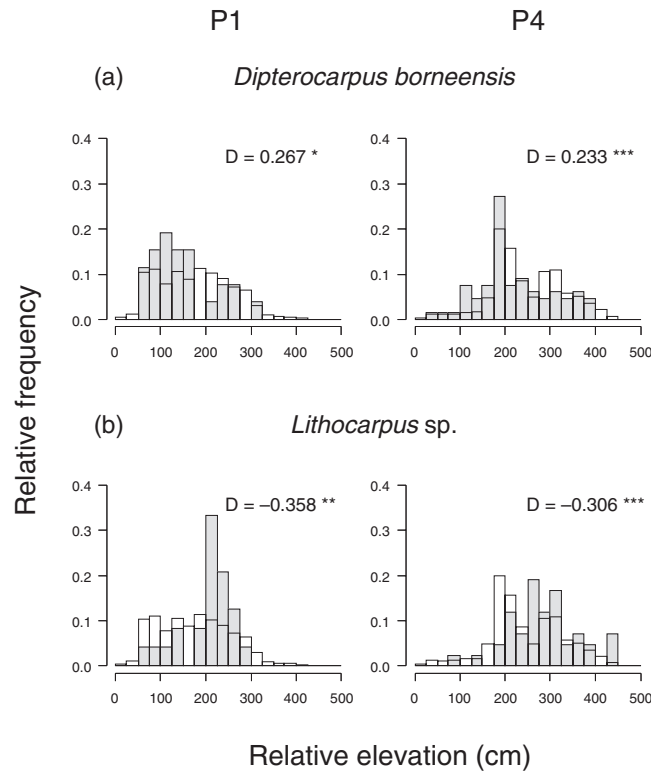 P1 P4
(a) Dipterocarpus borneensis
D = 0.267 * D = 0.233 ***
0.4 0.4
0.3 0.3
0.2 0.2
0.1 0.1
0.0 0.0
0 100 200 300 400 500 0 100 200 300 400 500
Relative frequency
(b) Lithocarpus sp.
D = –0.358 ** D = –0.306 ***
0.4 0.4
0.3 0.3
0.2 0.2
0.1 0.1
0.0 0.0
0 100 200 300 400 500 0 100 200 300 400 500
Relative elevation (cm)